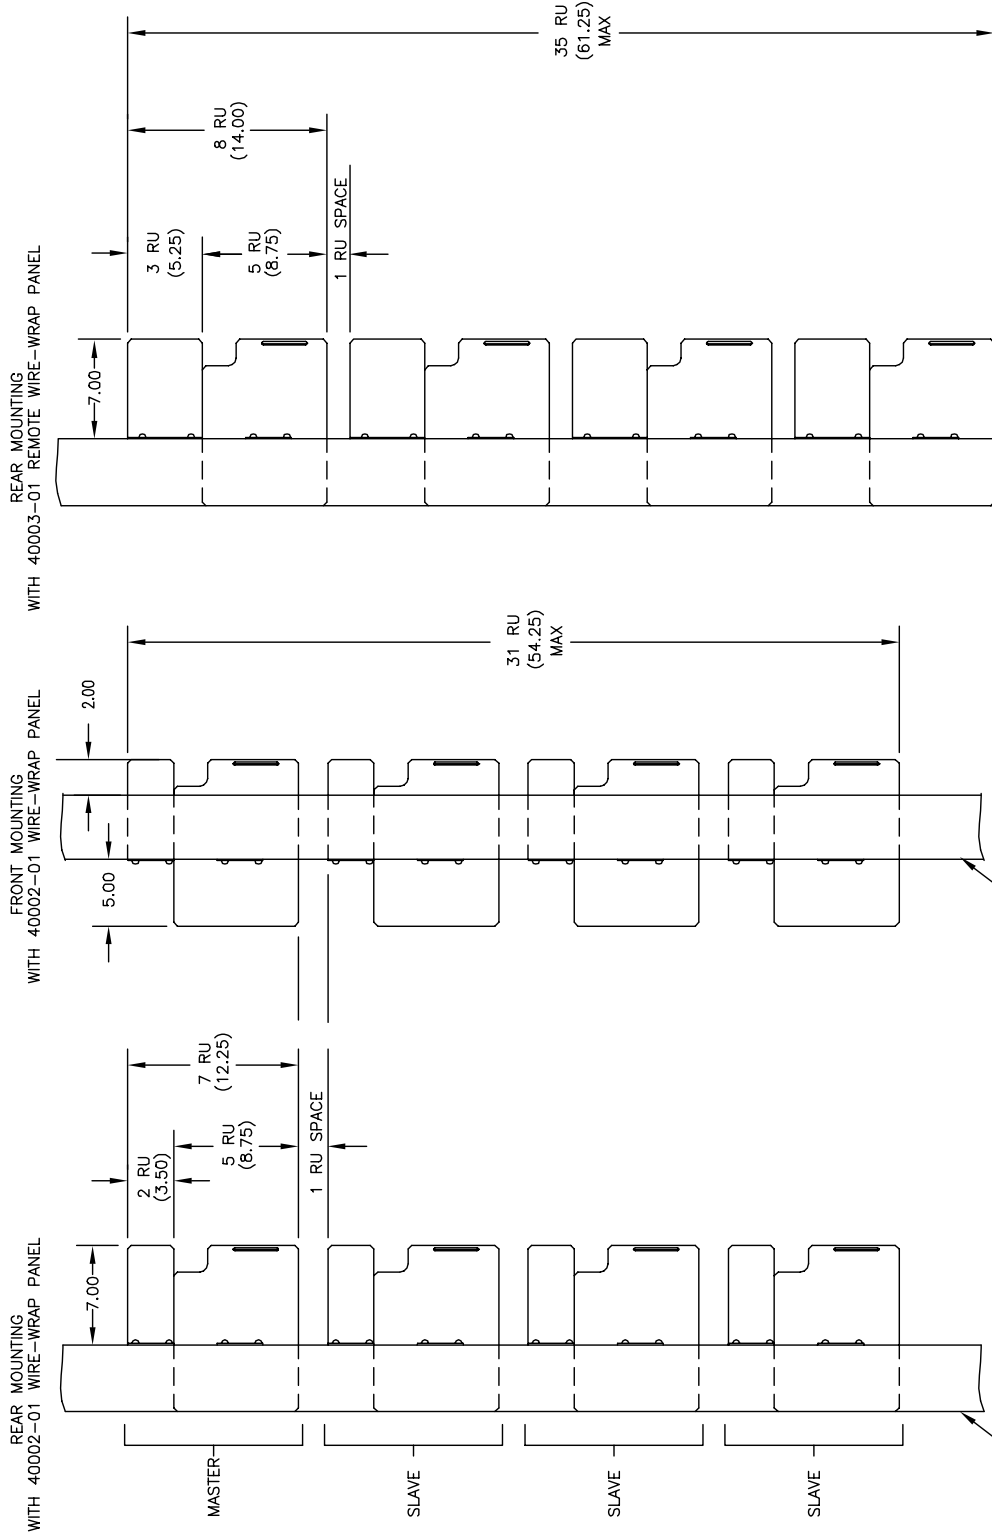 REAR MOUNTING
WITH 40002-01 WIRE-WRAP PANEL
7.00
2 RU
(3.50)
5 RU
(8.75)
7 RU
(12.25)
1 RU SPACE
MASTER
SLAVE
SLAVE
SLAVE
FRONT MOUNTING
WITH 40002-01 WIRE-WRAP PANEL
5.00
2.00
31 RU
(54.25)
MAX
REAR MOUNTING
WITH 40003-01 REMOTE WIRE-WRAP PANEL
7.00
3 RU
(5.25)
5 RU
(8.75)
1 RU SPACE
8 RU
(14.00)
35 RU
(61.25)
MAX